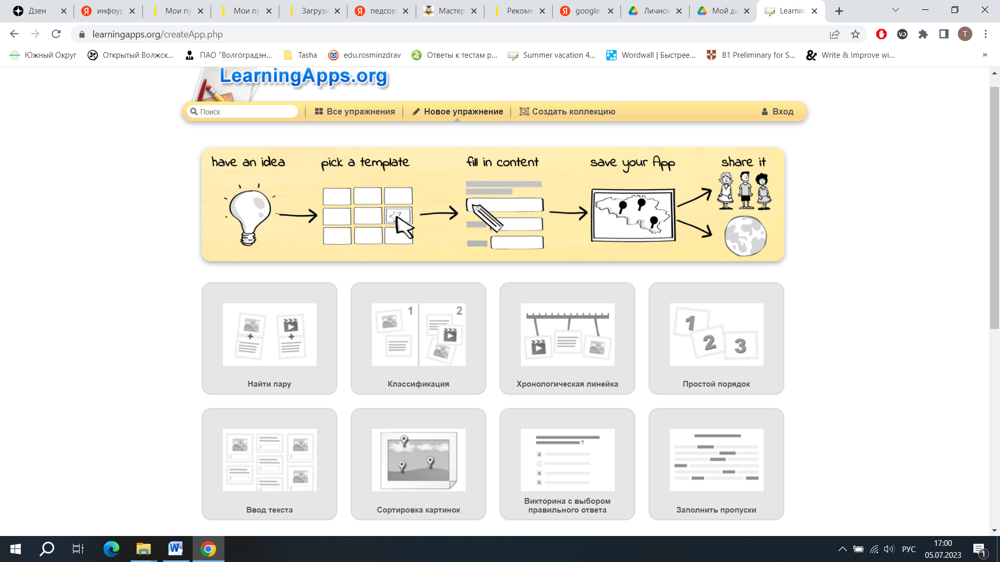 Дзен
инфоур
Мои пу
Мои пу
Загрузи
педсов
Мастер
Рекоме
google
Личное
Мой ди
Learnin
learningapps.org/createApp.php
T
Южный Округ
Открытый Волжск...
ПАО "Волгоградэн...
Tasha
edu.rosminzdrav
Ответы к тестам р...
Summer vacation 4...
Wordwall | Быстрее...
B1 Preliminary for S...
Write & Improve wi...
»
LearningApps.org
Поиск
Все упражнения
Новое упражнение
Создать коллекцию
Вход
have an idea
pick a template
fill in content
save your App
share it
1
2
1
2
3
Найти пару
Классификация
Хронологическая линейка
Простой порядок
?
x
x
x
Ввод текста
Сортировка картинок
Викторина с выбором
правильного ответа
Заполнить пропуски
РУС
17:00
05.07.2023
1